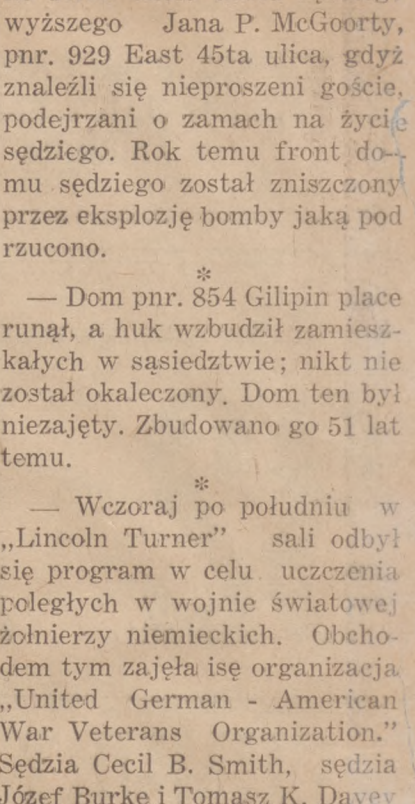 wyższego Jana P. McGoorty,
pnr. 929 East 45ta ulica, gdyż
znaleźli się nieproszeni goście,
podejrzani o zamach na życie
sędziego. Rok temu front do-
mu sędziego został zniszczony
przez eksplozję bomby jaką pod
rzucono.
*
— Dom pnr. 854 Gilipin place
runął, a huk wzbudził zamiesz-
kałych w sąsiedztwie; nikt nie
został okaleczony. Dom ten był
niezajęty. Zbudowano go 51 lat
temu.
*
— Wczoraj po południu w
„Lincoln Turner” sali odbył
się program w celu uczczenia
poległych w wojnie światowej
żołnierzy niemieckich. Obcho-
dem tym zajęła isę organizacja
„United German - American
War Veterans Organization.”
Sędzia Cecil B. Smith, sędzia
Józef Burke i Tomasz K. Davey